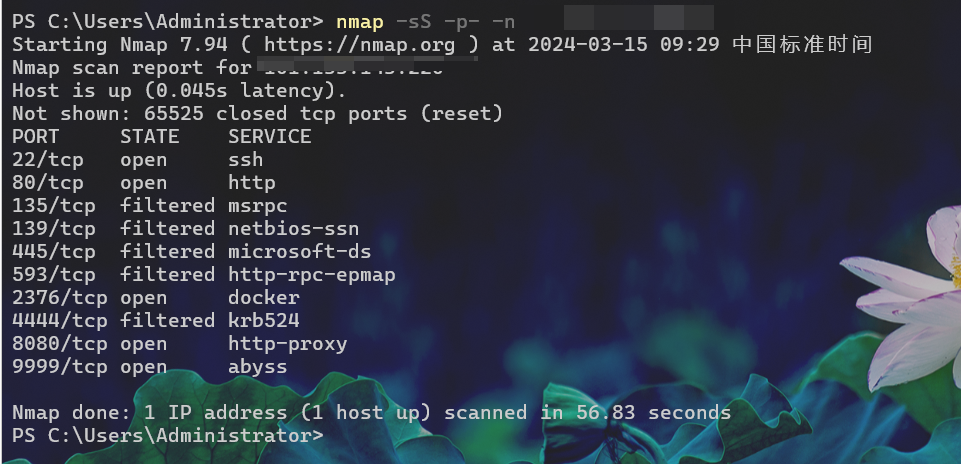 PS C:\Users\Administrator> nmap -sS -p- -n
Starting Nmap 7.94 ( https://nmap.org ) at 2024-03-15 09:29 中国标准时间
Nmap scan report for
Host is up (0.045s latency).
Not shown: 65525 closed tcp ports (reset)
PORT     STATE    SERVICE
22/tcp   open     ssh
80/tcp   open     http
135/tcp  filtered msrpc
139/tcp  filtered netbios-ssn
445/tcp  filtered microsoft-ds
593/tcp  filtered http-rpc-epmap
2376/tcp open     docker
4444/tcp filtered krb524
8080/tcp open     http-proxy
9999/tcp open     abyss
Nmap done: 1 IP address (1 host up) scanned in 56.83 seconds
PS C:\Users\Administrator>